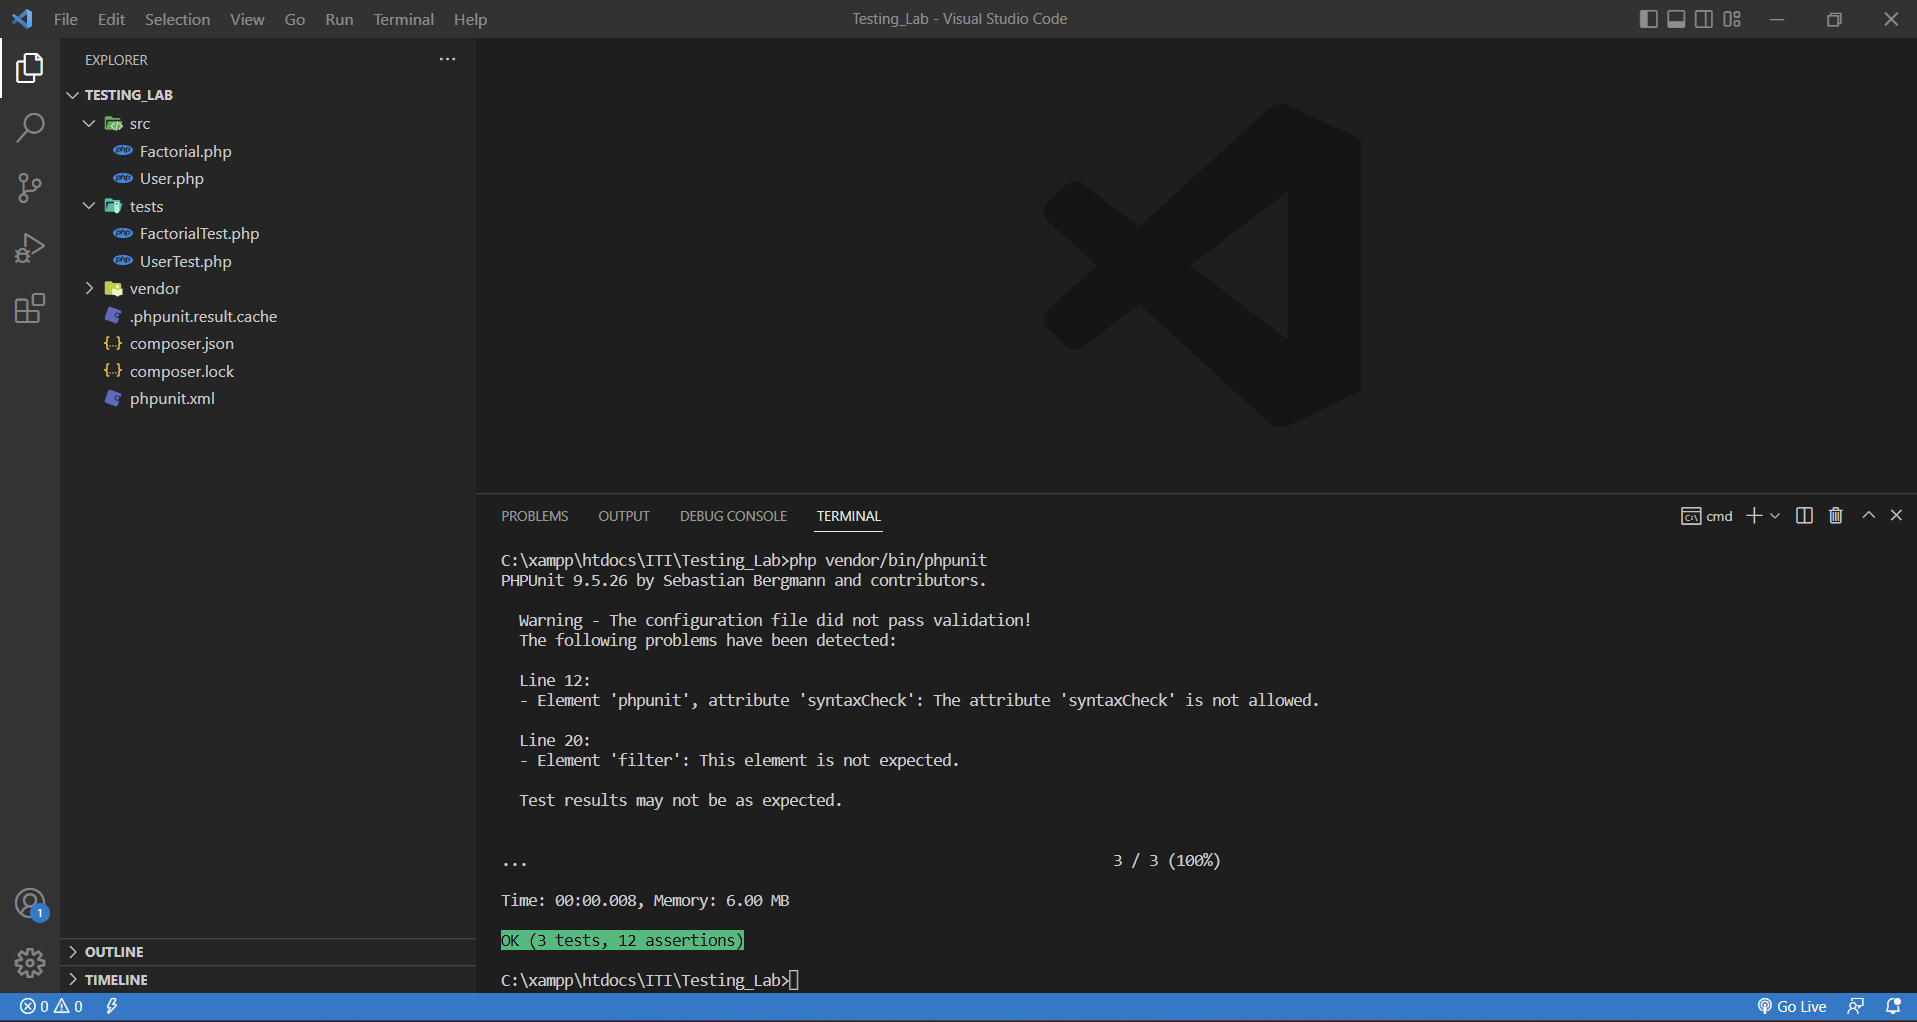 File Edit Selection View Go Run Terminal Help
Testing_Lab - Visual Studio Code
EXPLORER
TESTING_LAB
src
php Factorial.php
php User.php
tests
php FactorialTest.php
php UserTest.php
vendor
.phpunit.result.cache
{..} composer.json
{..} composer.lock
phpunit.xml
1
OUTLINE
TIMELINE
PROBLEMS OUTPUT DEBUG CONSOLE TERMINAL
cmd
C:\xampp\htdocs\ITI\Testing_Lab>php vendor/bin/phpunit
PHPUnit 9.5.26 by Sebastian Bergmann and contributors.
Warning - The configuration file did not pass validation!
The following problems have been detected:
Line 12:
- Element 'phpunit', attribute 'syntaxCheck': The attribute 'syntaxCheck' is not allowed.
Line 20:
- Element 'filter': This element is not expected.
Test results may not be as expected.
... 3 / 3 (100%)
Time: 00:00.008, Memory: 6.00 MB
OK (3 tests, 12 assertions)
C:\xampp\htdocs\ITI\Testing_Lab>
0 0
Go Live